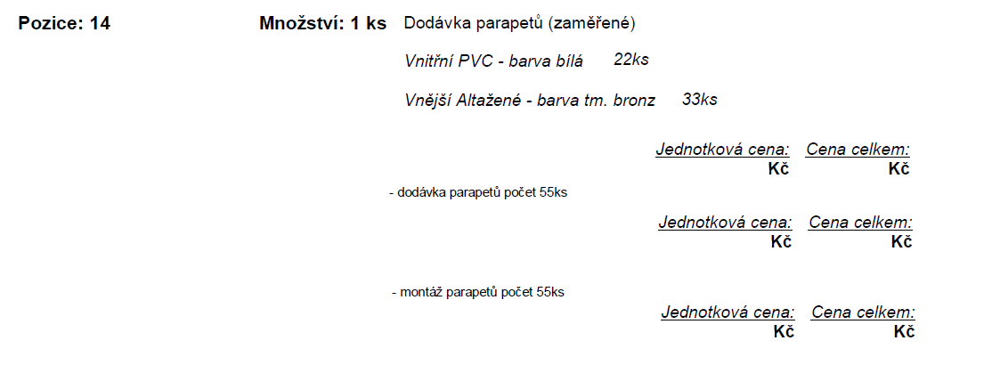 Pozice: 14 Množství: 1 ks Dodávka parapetů (zaměřené)
Vnitřní PVC - barva bílá 22ks
Vnější Altažené - barva tm. bronz 33ks
Jednotková cena: Cena celkem:
Kč Kč
- dodávka parapetů počet 55ks
Jednotková cena: Cena celkem:
Kč Kč
- montáž parapetů počet 55ks
Jednotková cena: Cena celkem:
Kč Kč